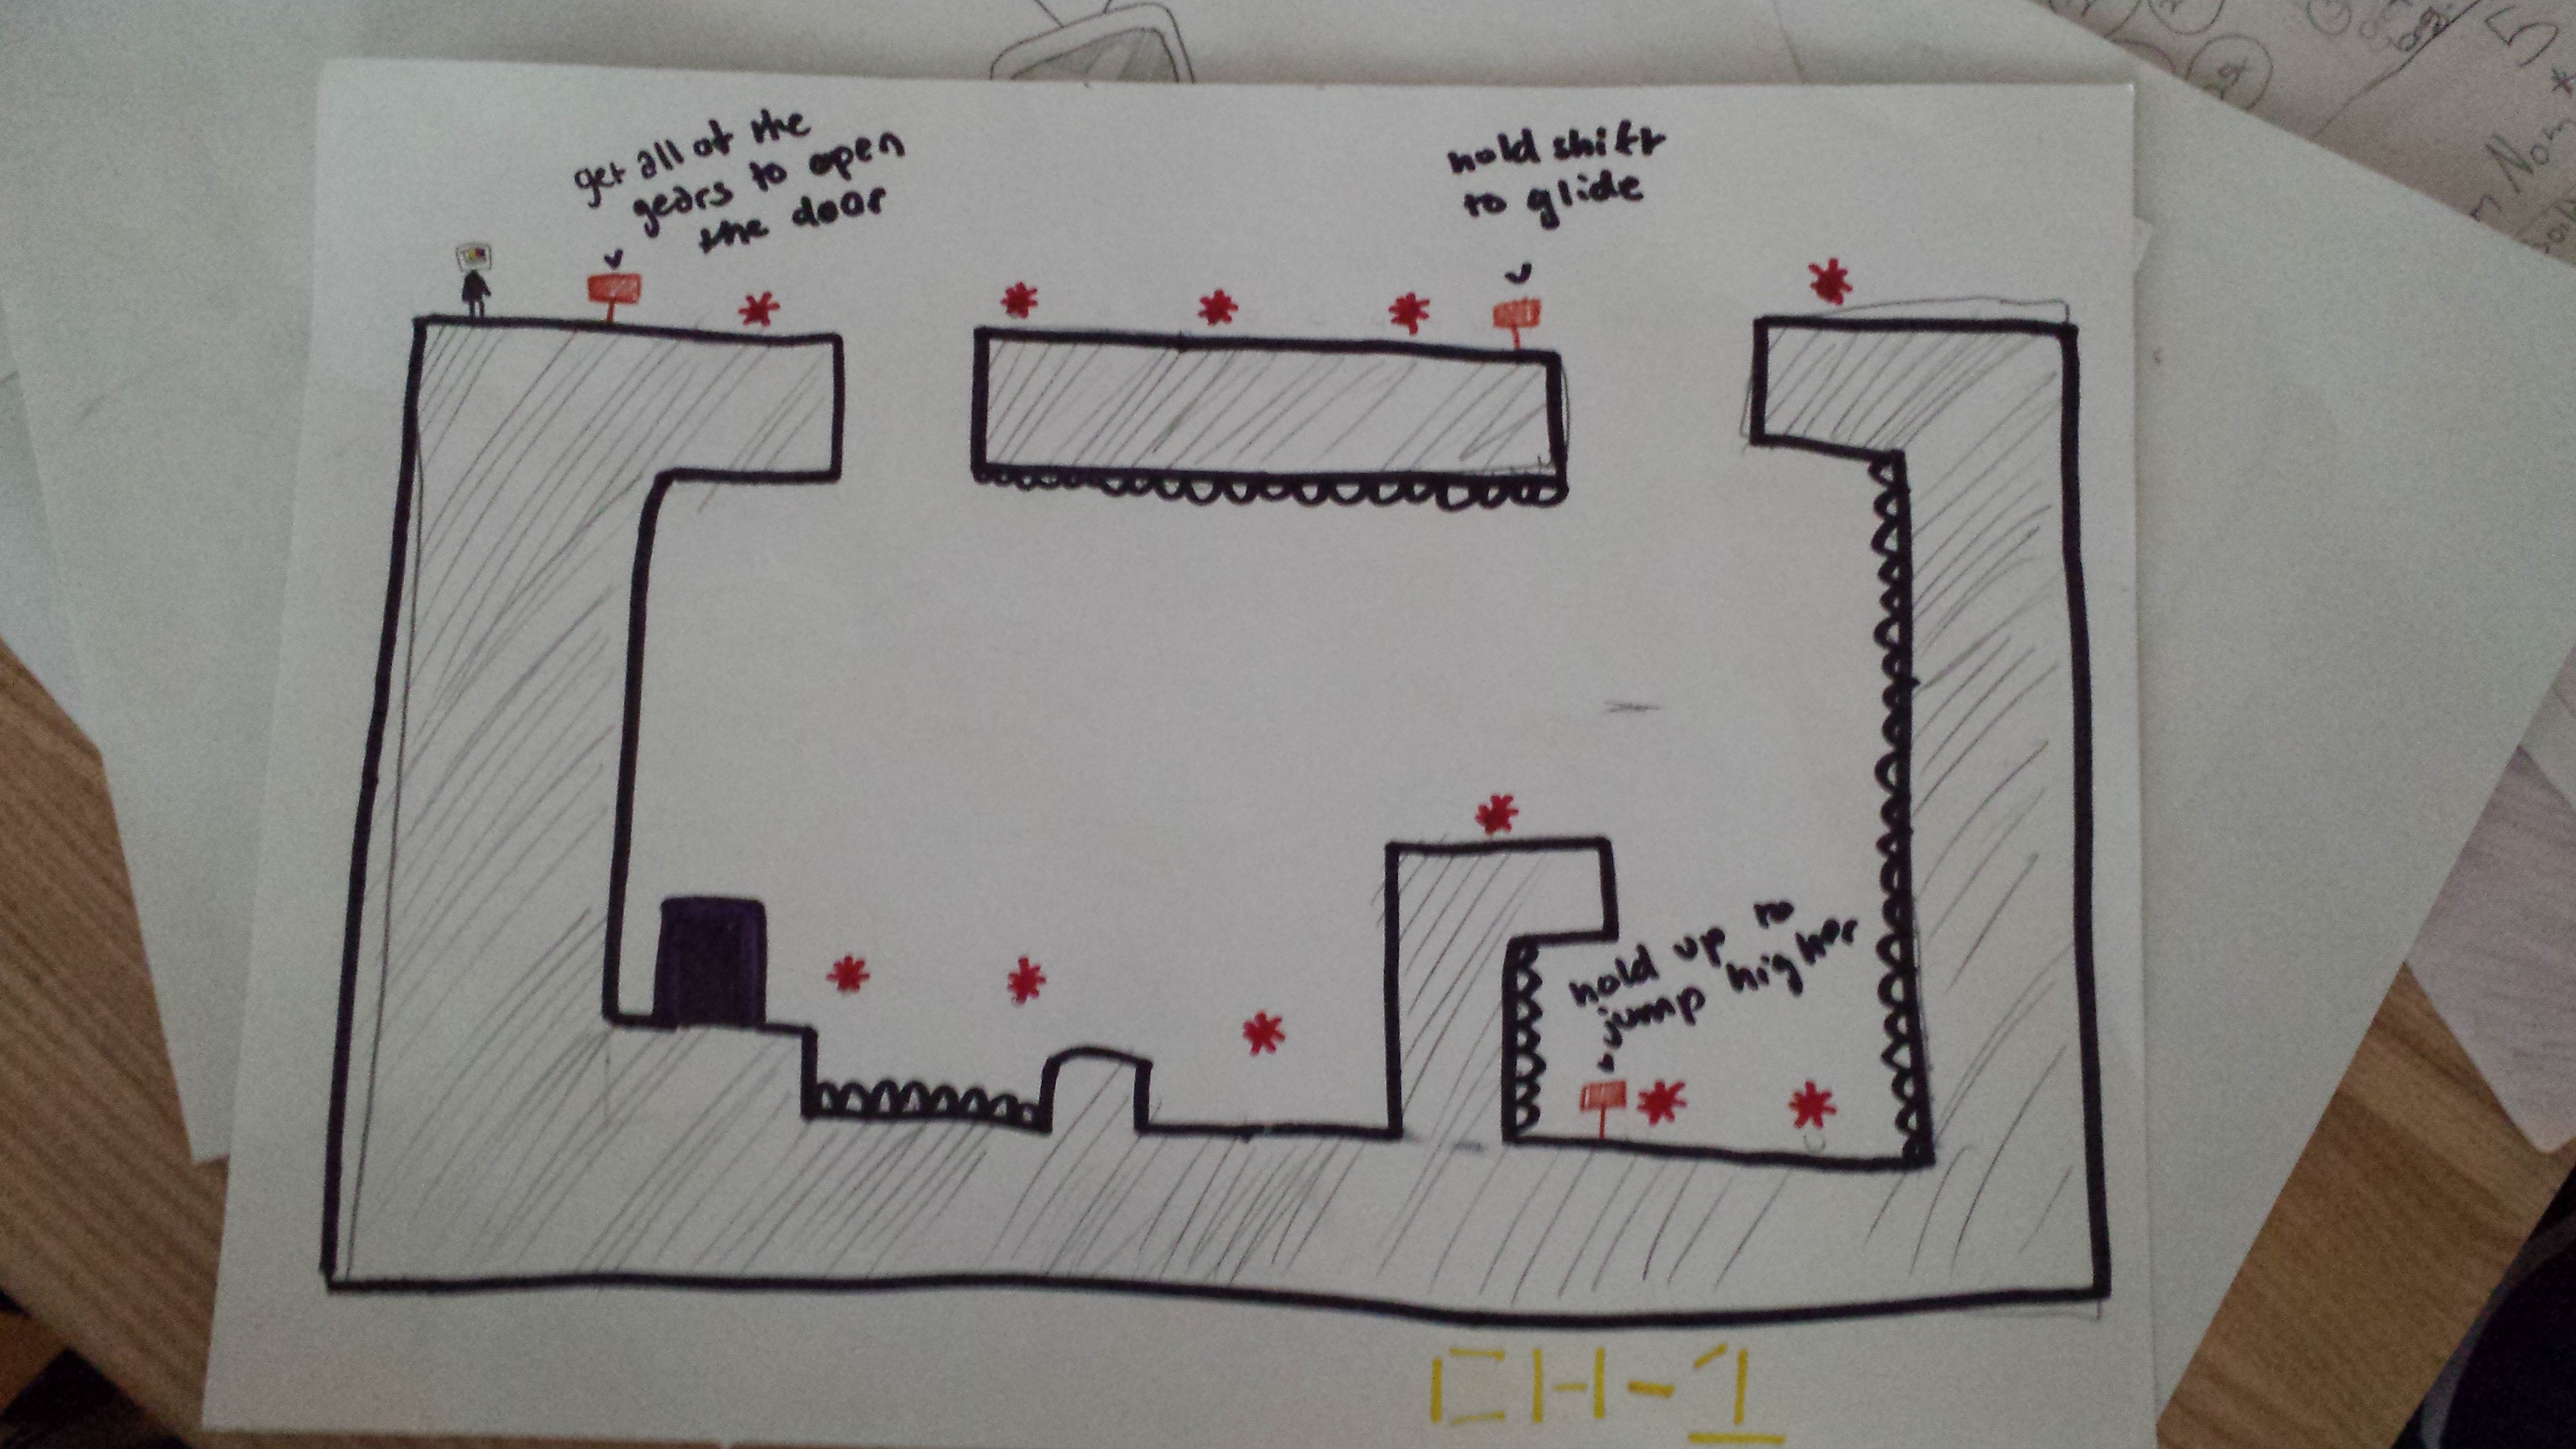 get all of the
gears to open
the door
hold shift
to glide
hold up to
jump higher
CH-1